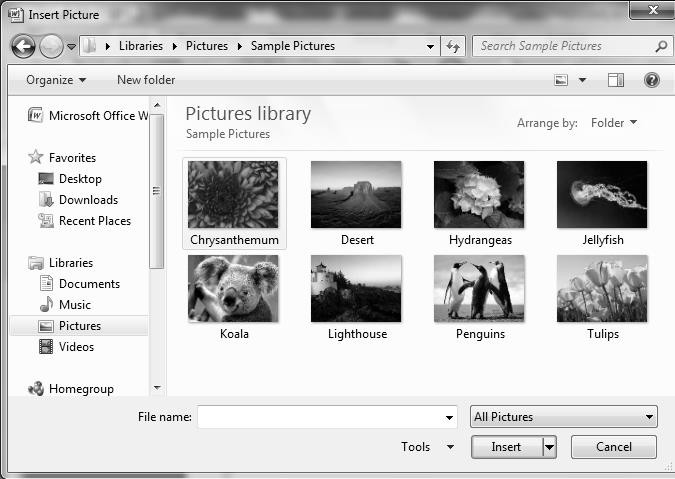 Insert Picture
Libraries Pictures Sample Pictures
Search Sample Pictures
Organize
New folder
Microsoft Office W
Favorites
Desktop
Downloads
Recent Places
Libraries
Documents
Music
Pictures
Videos
Homegroup
Pictures library
Sample Pictures
Arrange by: Folder
Chrysanthemum Desert Hydrangeas Jellyfish
Koala Lighthouse Penguins Tulips
File name:
All Pictures
Tools Insert Cancel